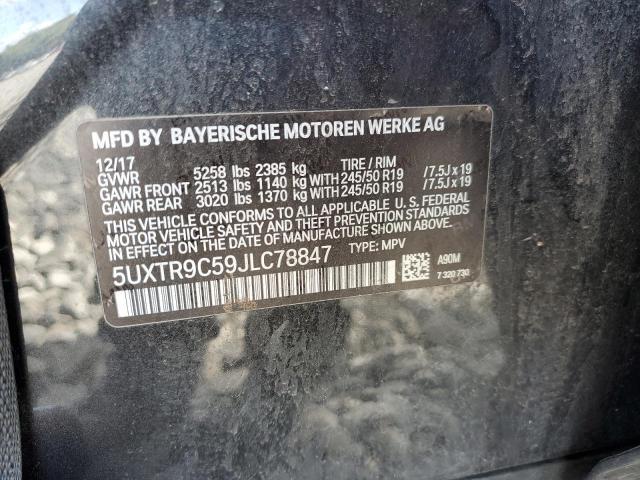 MFD BY BAYERISCHE MOTOREN WERKE AG
12/17 TIRE / RIM
GVWR 5258 lbs 2385 kg
GAWR FRONT 2513 lbs 1140 kg WITH 245/50 R19 /7.5J x 19
GAWR REAR 3020 lbs 1370 kg WITH 245/50 R19 /7.5J x 19
THIS VEHICLE CONFORMS TO ALL APPLICABLE U. S. FEDERAL
MOTOR VEHICLE SAFETY AND THEFT PREVENTION STANDARDS
IN EFFECT ON THE DATE OF MANUFACTURE SHOWN ABOVE.
5UXTR9C59JLC78847 TYPE: MPV
A90M
7 320 730